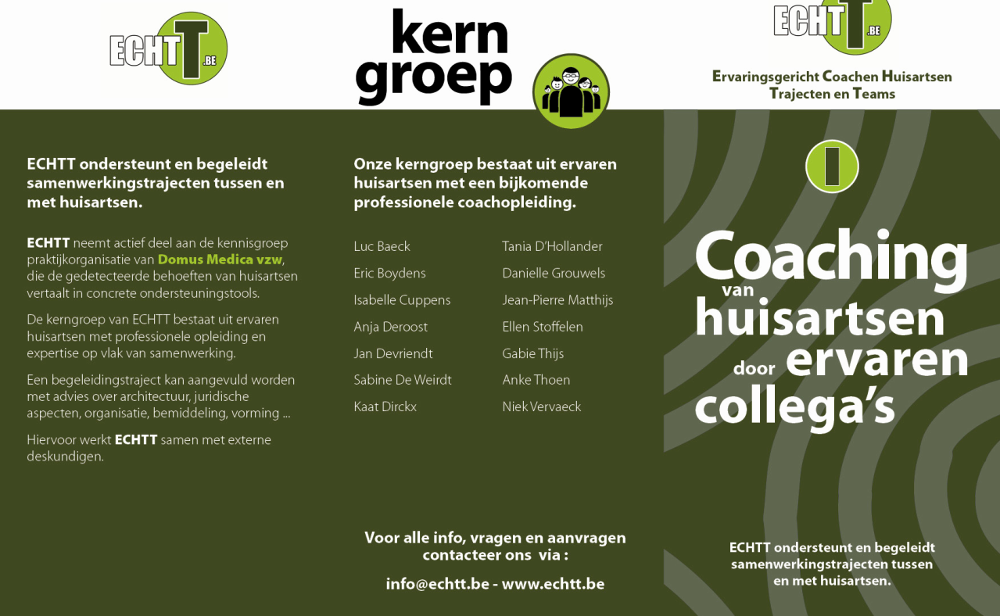 ECHTT.BE
ECHTT ondersteunt en begeleidt
samenwerkingstrajecten tussen en
met huisartsen.
ECHTT neemt actief deel aan de kennisgroep
praktijkorganisatie van Domus Medica vzw,
die de gedetecteerde behoeften van huisartsen
vertaalt in concrete ondersteuningstools.
De kerngroep van ECHTT bestaat uit ervaren
huisartsen met professionele opleiding en
expertise op vlak van samenwerking.
Een begeleidingstraject kan aangevuld worden
met advies over architectuur, juridische
aspecten, organisatie, bemiddeling, vorming ...
Hiervoor werkt ECHTT samen met externe
deskundigen.
kern
groep
Onze kerngroep bestaat uit ervaren
huisartsen met een bijkomende
professionele coachopleiding.
Luc Baeck
Eric Boydens
Isabelle Cuppens
Anja Deroost
Jan Devriendt
Sabine De Weirdt
Kaat Dirckx
Tania D’Hollander
Danielle Grouwels
Jean-Pierre Matthijs
Ellen Stoffelen
Gabie Thijs
Anke Thoen
Niek Vervaeck
Voor alle info, vragen en aanvragen
contacteer ons via :
info@echtt.be - www.echtt.be
ECHTT.BE
Ervaringsgericht Coachen Huisartsen
Trajecten en Teams
I
Coaching
van
huisartsen
door ervaren
collega’s
ECHTT ondersteunt en begeleidt
samenwerkingstrajecten tussen
en met huisartsen.